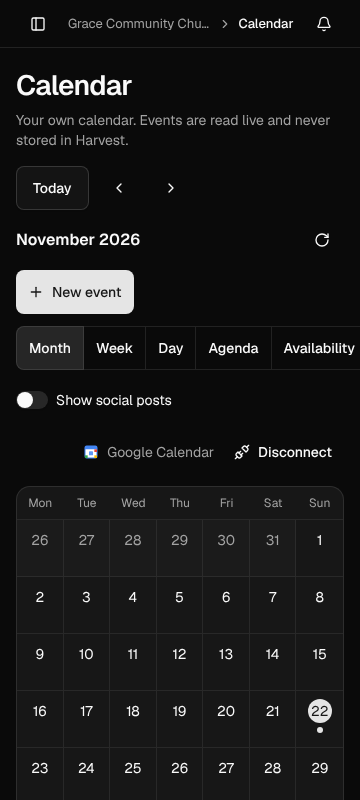 Grace Community Chu... > Calendar
Calendar
Your own calendar. Events are read live and never
stored in Harvest.
Today
November 2026
New event
Month Week Day Agenda Availability
Show social posts
Google Calendar Disconnect
Mon Tue Wed Thu Fri Sat Sun
26 27 28 29 30 31 1
2 3 4 5 6 7 8
9 10 11 12 13 14 15
16 17 18 19 20 21 22
23 24 25 26 27 28 29